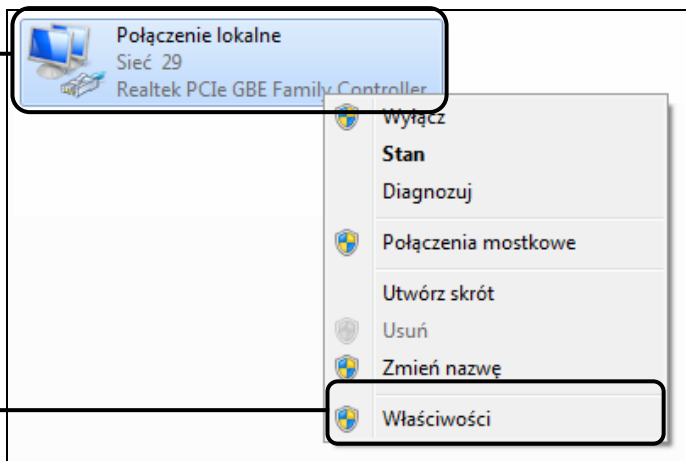 Połączenie lokalne
Sieć 29
Realtek PCIe GBE Family Controller
Wyłącz
Stan
Diagnozuj
Połączenia mostkowe
Utwórz skrót
Usuń
Zmień nazwę
Właściwości